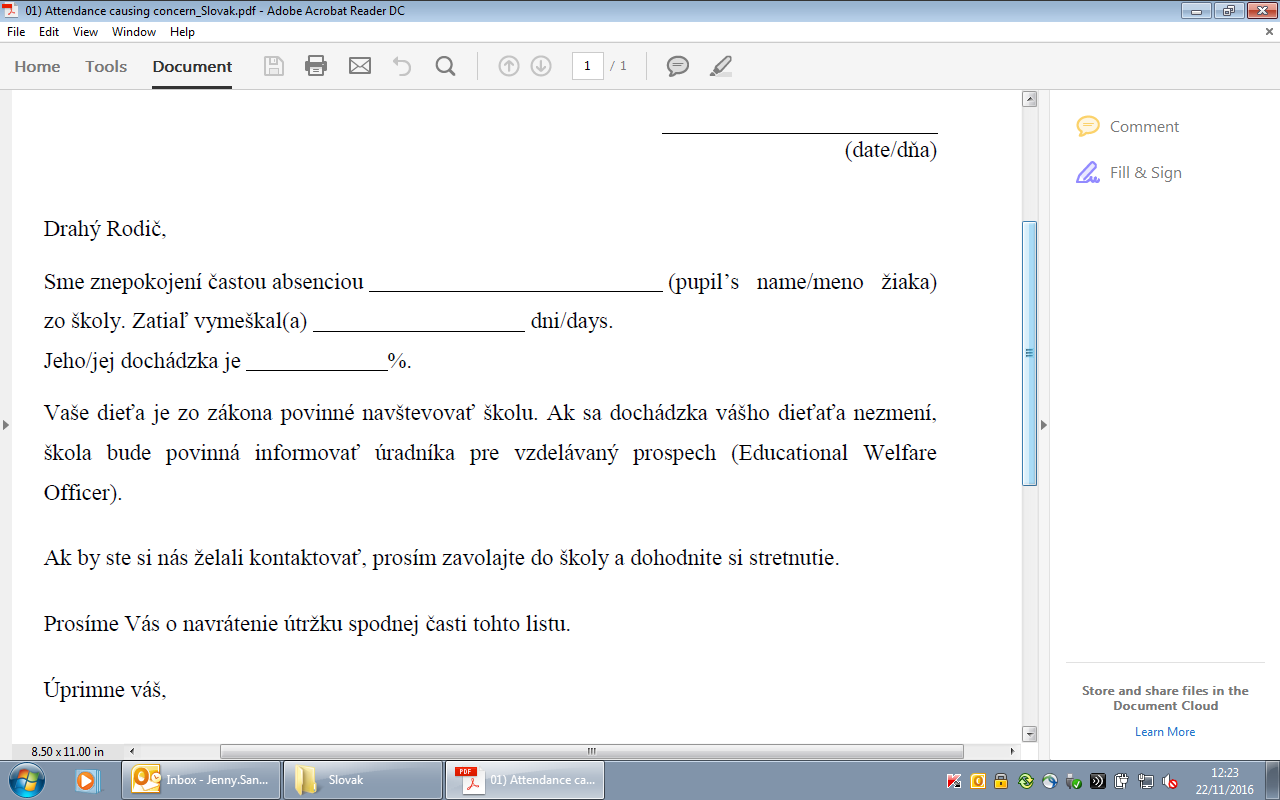 01) Attendance causing concern_Slovak.pdf - Adobe Acrobat Reader DC
File Edit View Window Help
Home Tools Document 1 / 1
(date/dňa)
Drahý Rodič,
Sme znepokojení častou absenciou __________________________ (pupil’s name/meno žiaka)
zo školy. Zatiaľ vymeškal(a) ___________________ dni/days.
Jeho/jej dochádzka je _____________%.
Vaše dieťa je zo zákona povinné navštevovať školu. Ak sa dochádzka vášho dieťaťa nezmení,
škola bude povinná informovať úradníka pre vzdelávaný prospech (Educational Welfare
Officer).
Ak by ste si nás želali kontaktovať, prosím zavolajte do školy a dohodnite si stretnutie.
Prosíme Vás o navrátenie útržku spodnej časti tohto listu.
Úprimne váš,
Comment
Fill & Sign
Store and share files in the
Document Cloud
Learn More
8.50 x 11.00 in
Inbox - Jenny.San... Slovak PDF 01) Attendance ca...
12:23
22/11/2016